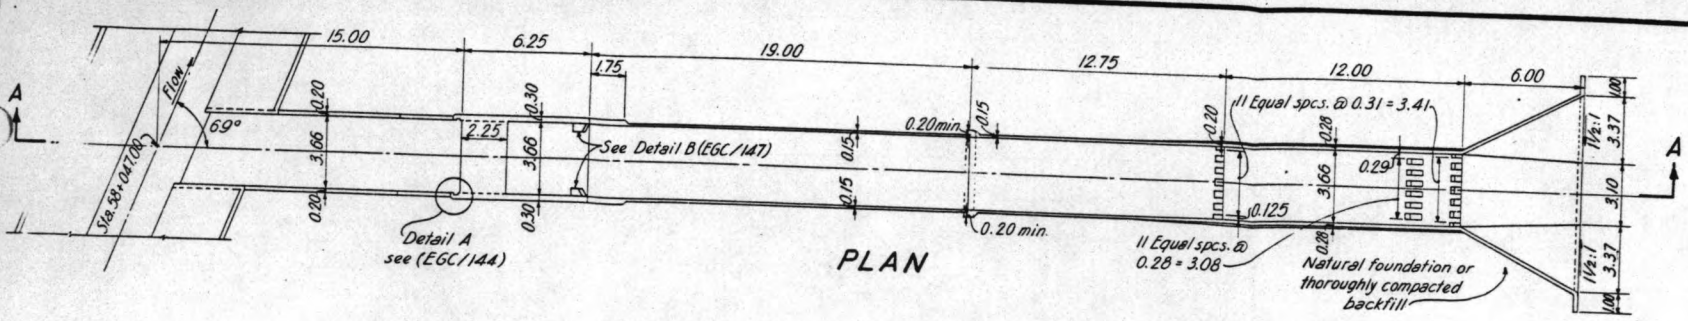 15.00
6.25
19.00
12.75
12.00
6.00
1.75
1.00
A
A
Flow
69°
Sta.58+047.00
0.20
3.66
0.20
2.25
0.30
3.66
0.30
See Detail B (EGC/147)
0.15
0.15
0.20 min.
0.15
0.20 min.
0.20
11 Equal spcs. @ 0.31 = 3.41
0.28
3.66
0.28
0.29
0.125
11 Equal spcs. @
0.28 = 3.08
1½:1
3.37
3.10
1½:1
3.37
1.00
Detail A
see (EGC/144)
PLAN
Natural foundation or
thoroughly compacted
backfill